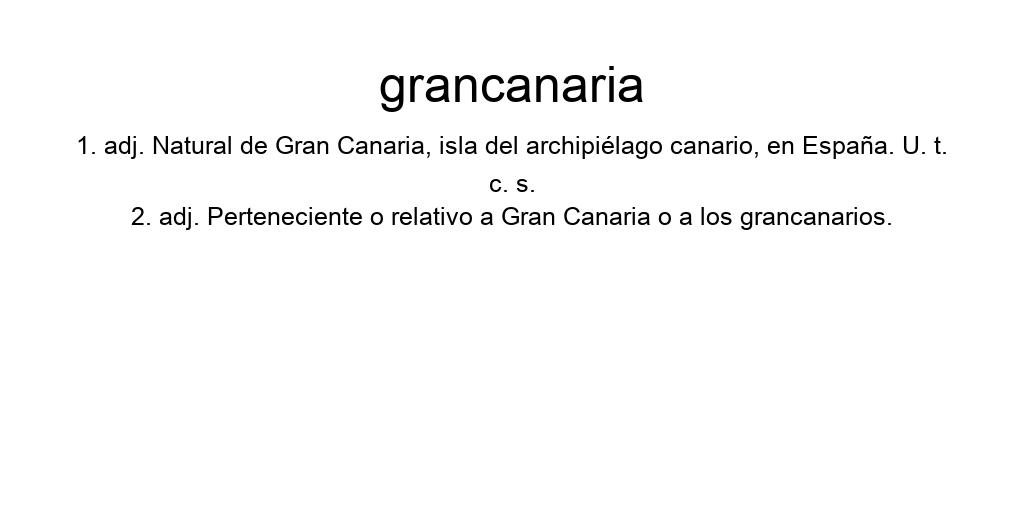 grancanaria
1. adj. Natural de Gran Canaria, isla del archipiélago canario, en España. U. t.
c. s.
2. adj. Perteneciente o relativo a Gran Canaria o a los grancanarios.